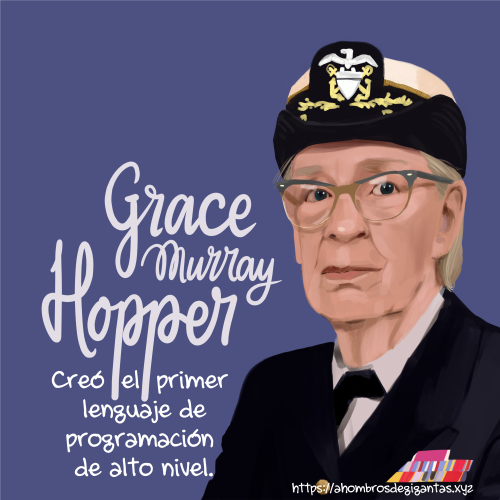 Grace
Murray
Hopper
Creó el primer
lenguaje de
programación
de alto nivel.
https://ahombrosdegigantas.xyz